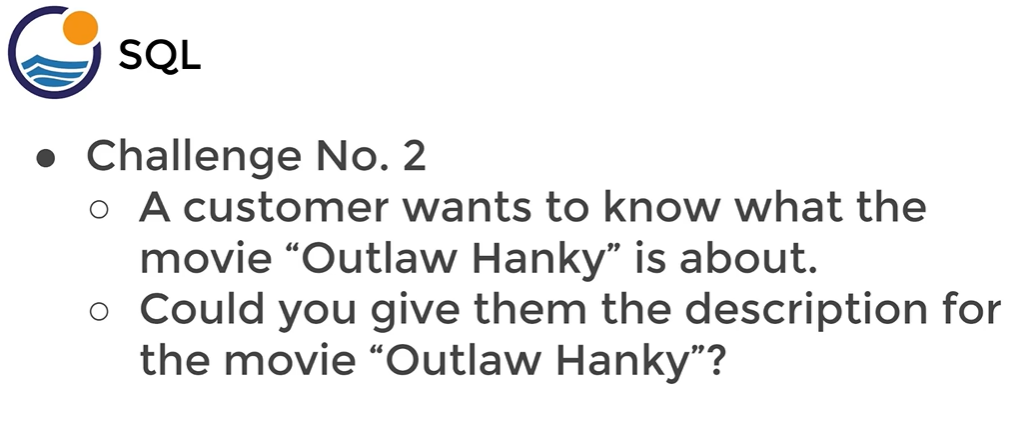 SQL
● Challenge No. 2
○ A customer wants to know what the
movie “Outlaw Hanky” is about.
○ Could you give them the description for
the movie “Outlaw Hanky”?